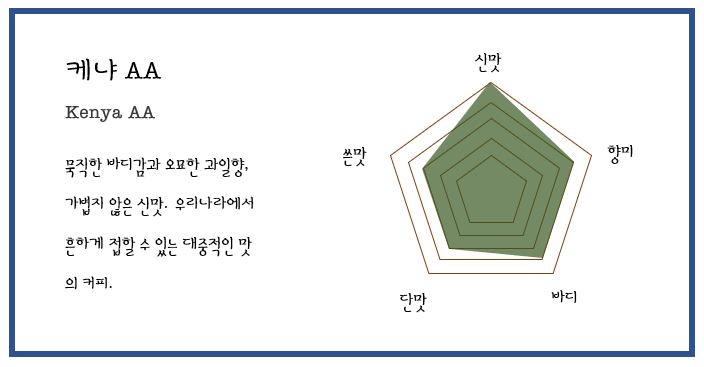 케냐 AA
Kenya AA
묵직한 바디감과 오묘한 과일향,
가볍지 않은 신맛. 우리나라에서
흔하게 접할 수 있는 대중적인 맛
의 커피.
신맛
향미
바디
단맛
쓴맛